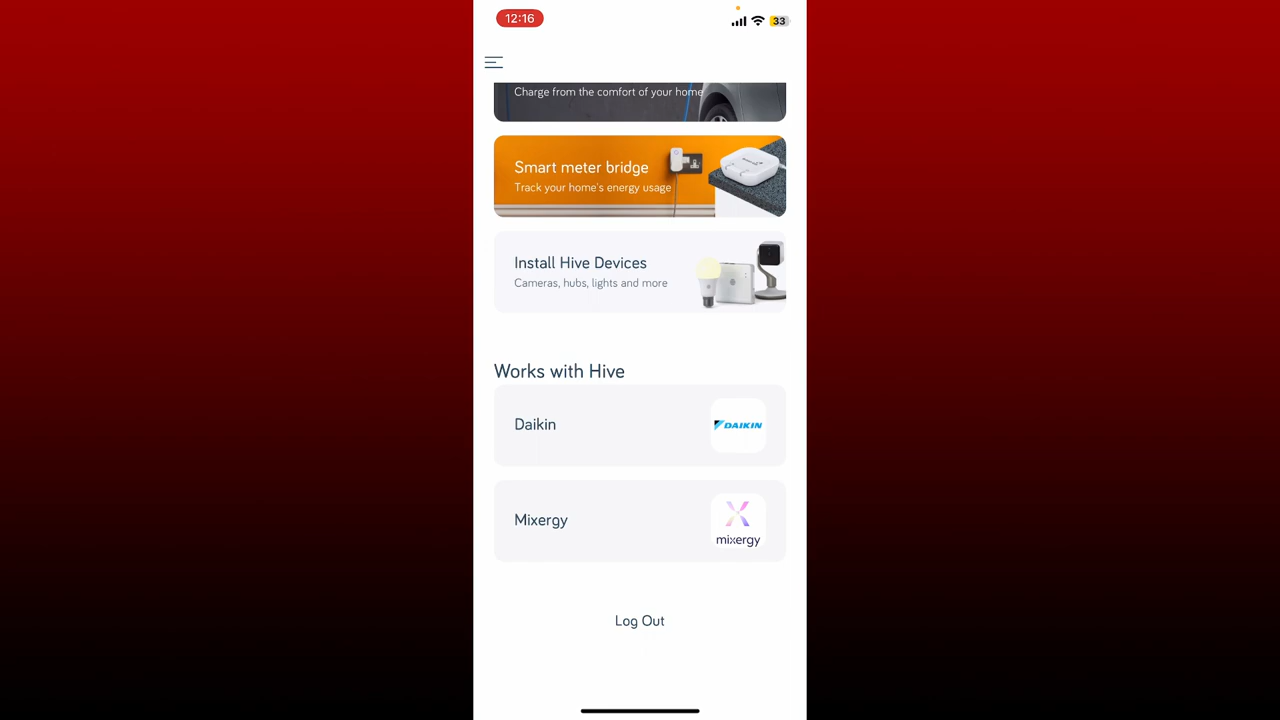 12:16
33
Charge from the comfort of your home
Smart meter bridge
Track your home's energy usage
Install Hive Devices
Cameras, hubs, lights and more
Works with Hive
Daikin
DAIKIN
Mixergy
mixergy
Log Out